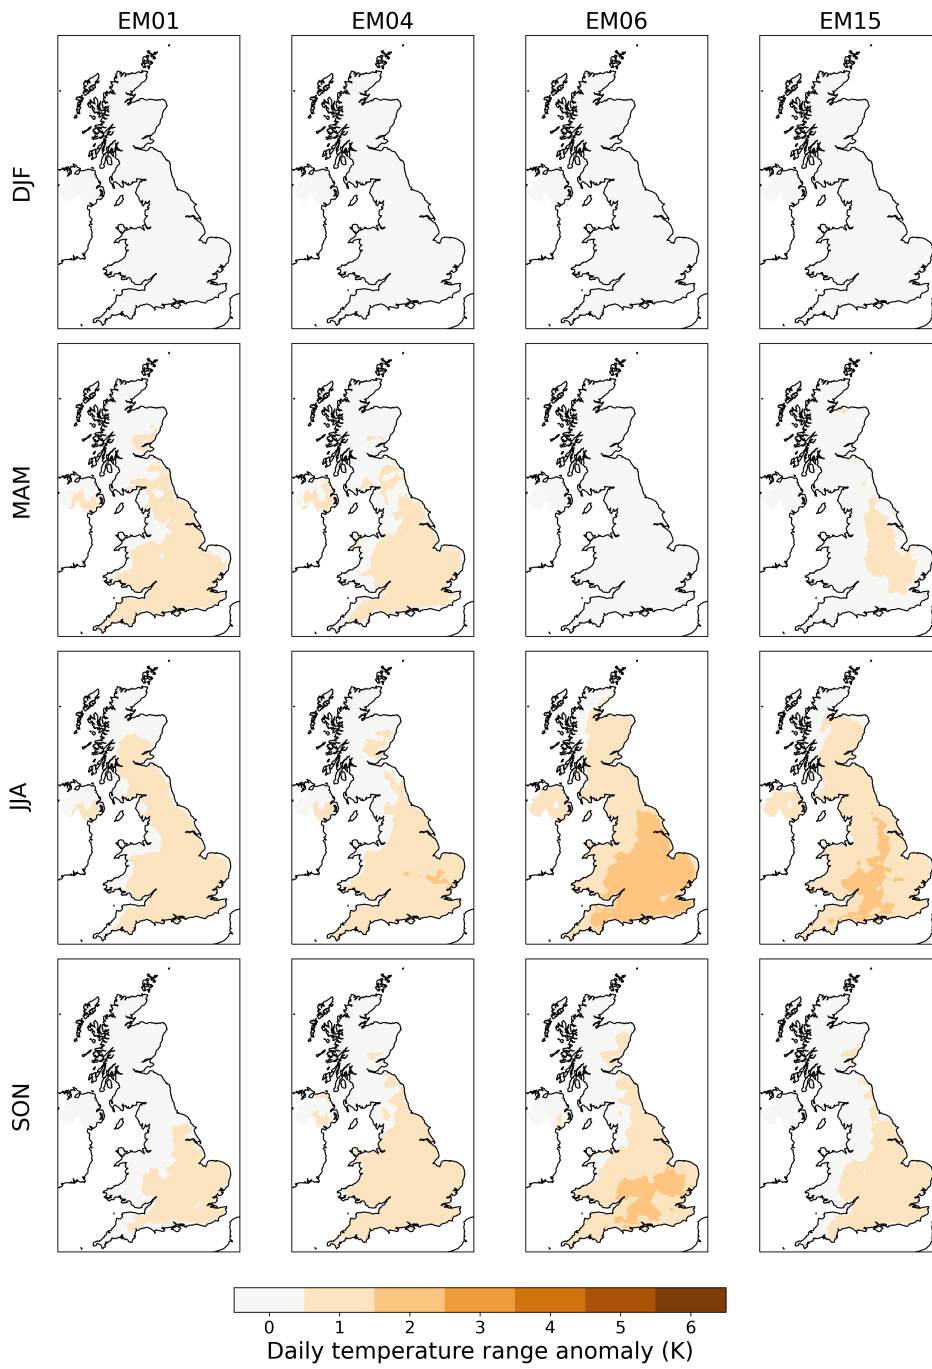 EM01 EM04 EM06 EM15
DJF
MAM
JJA
SON
0 1 2 3 4 5 6
Daily temperature range anomaly (K)